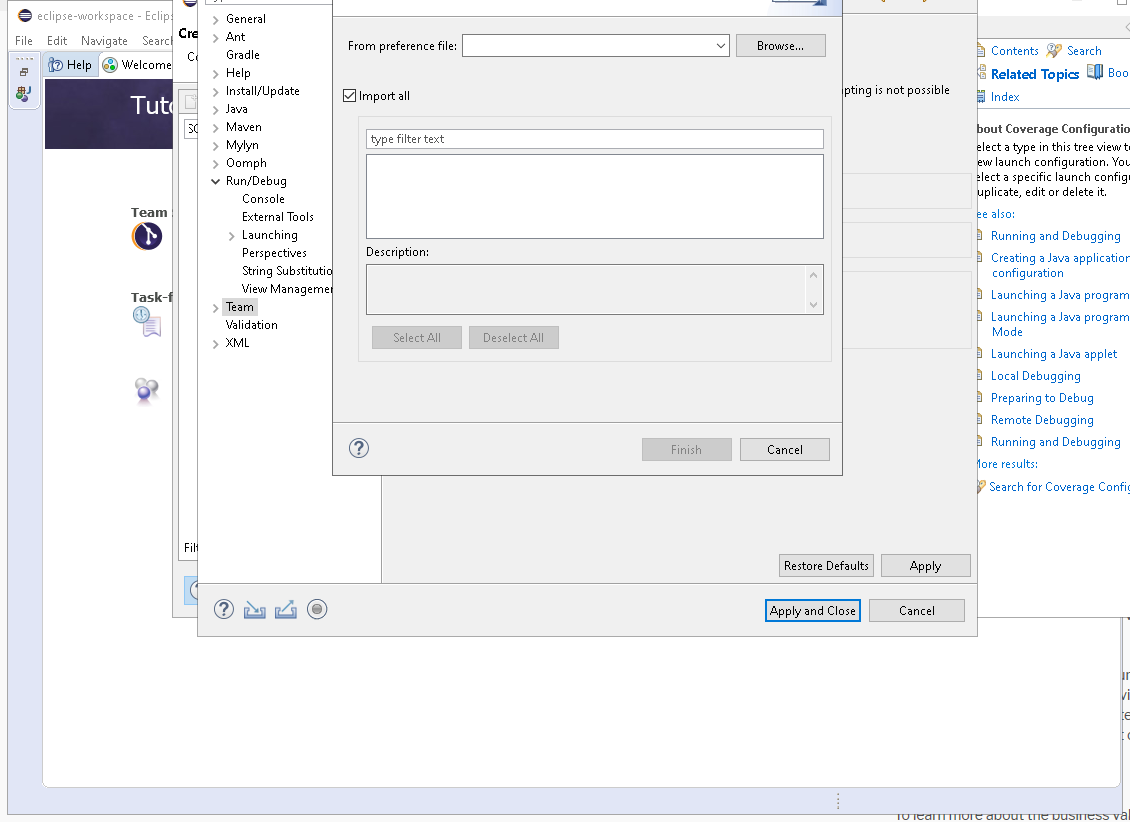 eclipse-workspace - Eclips
File Edit Navigate Search
Help
Welcome
Tuto
Team
Task-f
Cre
Filt
General
Ant
Gradle
Help
Install/Update
Java
Maven
Mylyn
Oomph
Run/Debug
Console
External Tools
Launching
Perspectives
String Substitutio
View Managemen
Team
Validation
XML
From preference file:
Browse...
Import all
type filter text
Description:
Select All
Deselect All
Finish
Cancel
pting is not possible
Restore Defaults
Apply
Apply and Close
Cancel
Contents
Search
Related Topics
Boo
Index
bout Coverage Configuratio
elect a type in this tree view to
ew launch configuration. You
elect a specific launch configu
uplicate, edit or delete it.
ee also:
Running and Debugging
Creating a Java application
configuration
Launching a Java program
Launching a Java program
Mode
Launching a Java applet
Local Debugging
Preparing to Debug
Remote Debugging
Running and Debugging
More results:
Search for Coverage Config
To learn more about the business val